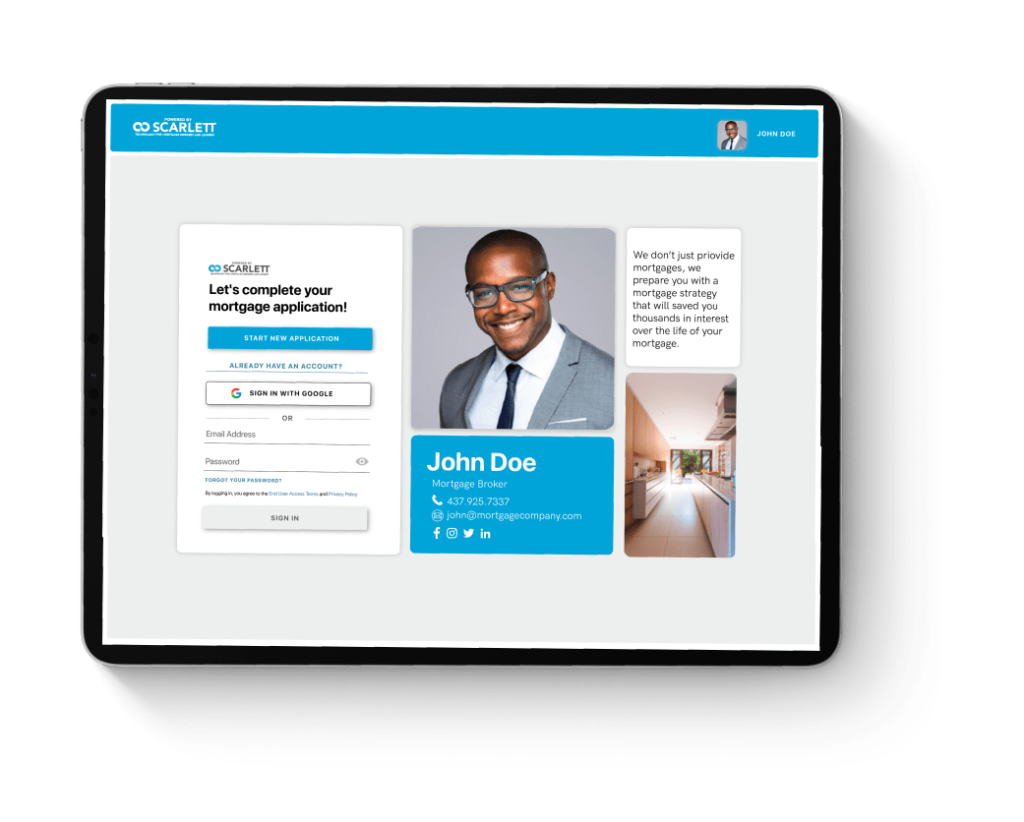 POWERED BY
SCARLETT
JOHN DOE
POWERED BY
SCARLETT
Let's complete your
mortgage application!
START NEW APPLICATION
ALREADY HAVE AN ACCOUNT?
SIGN IN WITH GOOGLE
OR
Email Address
Password
FORGOT YOUR PASSWORD?
By logging in, you agree to the End User Access Terms and Privacy Policy
SIGN IN
John Doe
Mortgage Broker
437.925.7337
john@mortgagecompany.com
We don't just priovide
mortgages, we
prepare you with a
mortgage strategy
that will saved you
thousands in interest
over the life of your
mortgage.